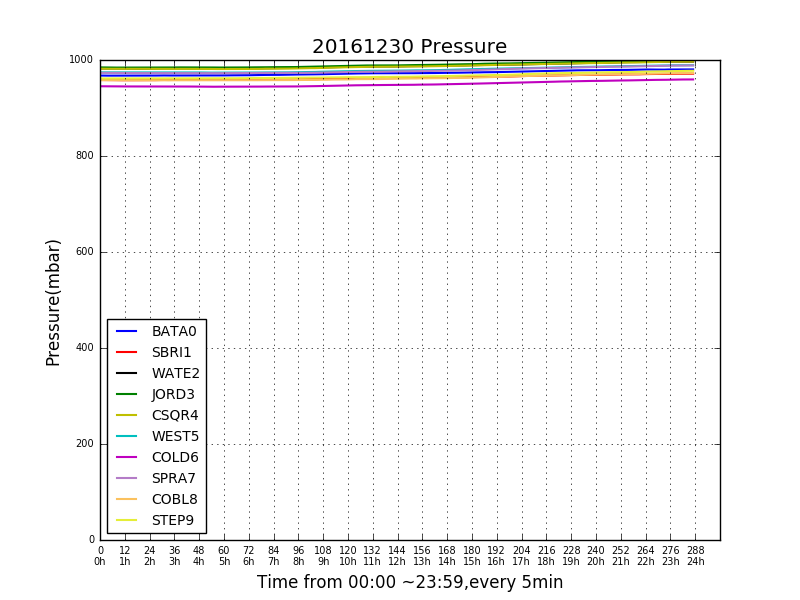 20161230 Pressure
1000
800
600
400
200
0
Pressure(mbar)
BATA0
SBRI1
WATE2
JORD3
CSQR4
WEST5
COLD6
SPRA7
COBL8
STEP9
0 12 24 36 48 60 72 84 96 108 120 132 144 156 168 180 192 204 216 228 240 252 264 276 288
0h 1h 2h 3h 4h 5h 6h 7h 8h 9h 10h 11h 12h 13h 14h 15h 16h 17h 18h 19h 20h 21h 22h 23h 24h
Time from 00:00 ~23:59,every 5min